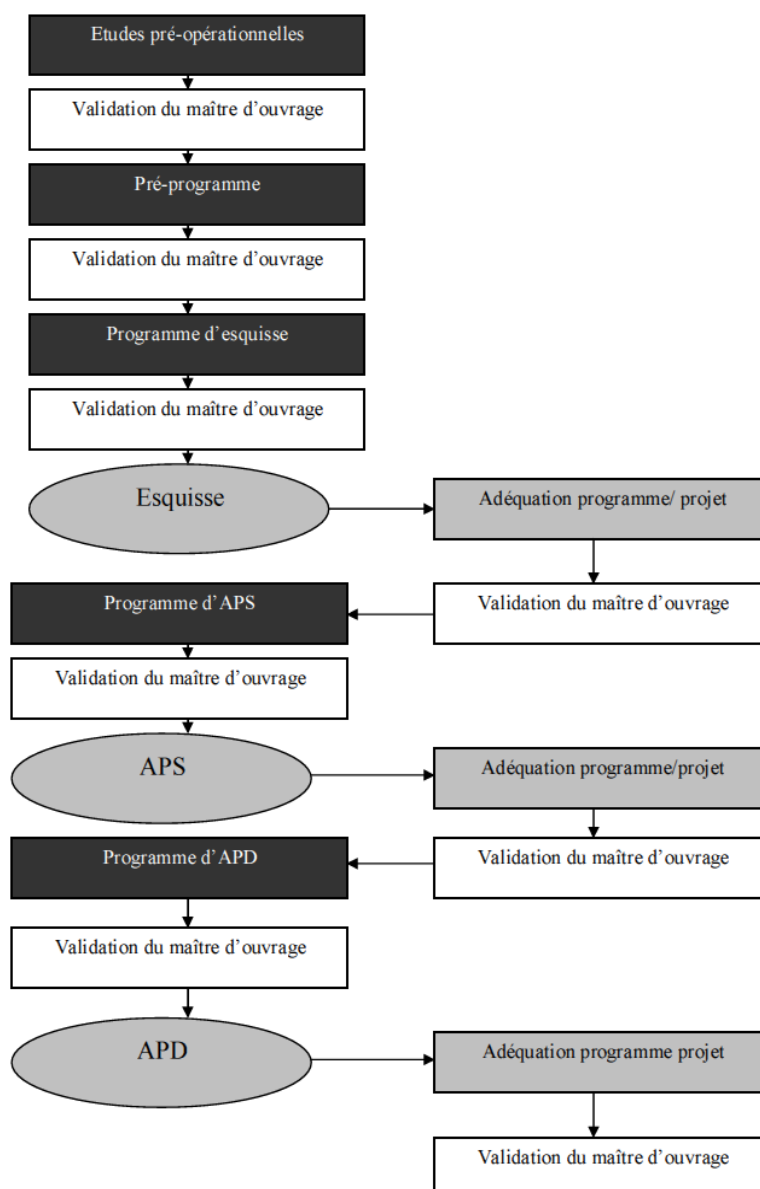 Etudes pré-opérationnelles
Validation du maître d'ouvrage
Pré-programme
Validation du maître d'ouvrage
Programme d'esquisse
Validation du maître d'ouvrage
Esquisse
Adéquation programme/ projet
Validation du maître d'ouvrage
Programme d'APS
Validation du maître d'ouvrage
APS
Adéquation programme/projet
Validation du maître d'ouvrage
Programme d'APD
Validation du maître d'ouvrage
APD
Adéquation programme projet
Validation du maître d'ouvrage